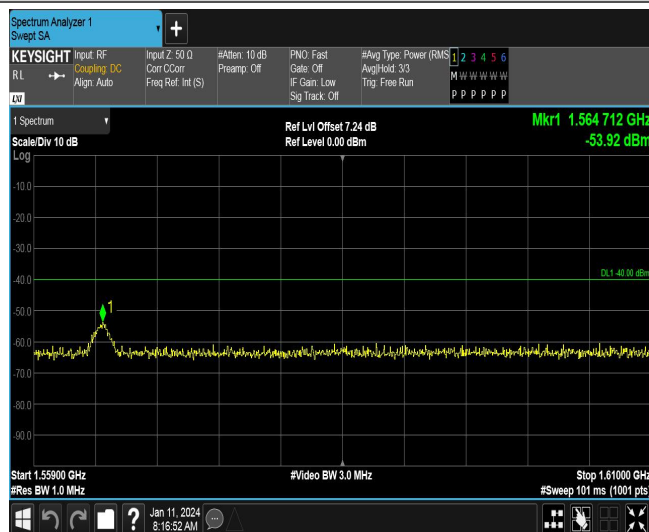 Spectrum Analyzer 1
Swept SA
+
KEYSIGHT Input: RF Input Z: 50 Ω #Atten: 10 dB PNO: Fast #Avg Type: Power (RMS 1 2 3 4 5 6
RL Coupling: DC Corr CCorr Preamp: Off Gate: Off Avg|Hold: 3/3 M W W W W W
Align: Auto Freq Ref: Int (S) IF Gain: Low Trig: Free Run
LXI Sig Track: Off P P P P P P
1 Spectrum Ref Lvl Offset 7.24 dB Mkr1 1.564 712 GHz
Scale/Div 10 dB Ref Level 0.00 dBm -53.92 dBm
Log
-10.0
-20.0
-30.0
DL1 -40.00 dBm
-40.0
1
-50.0
-60.0
-70.0
-80.0
-90.0
Start 1.55900 GHz #Video BW 3.0 MHz Stop 1.61000 GHz
#Res BW 1.0 MHz #Sweep 101 ms (1001 pts)
? Jan 11, 2024
8:16:52 AM